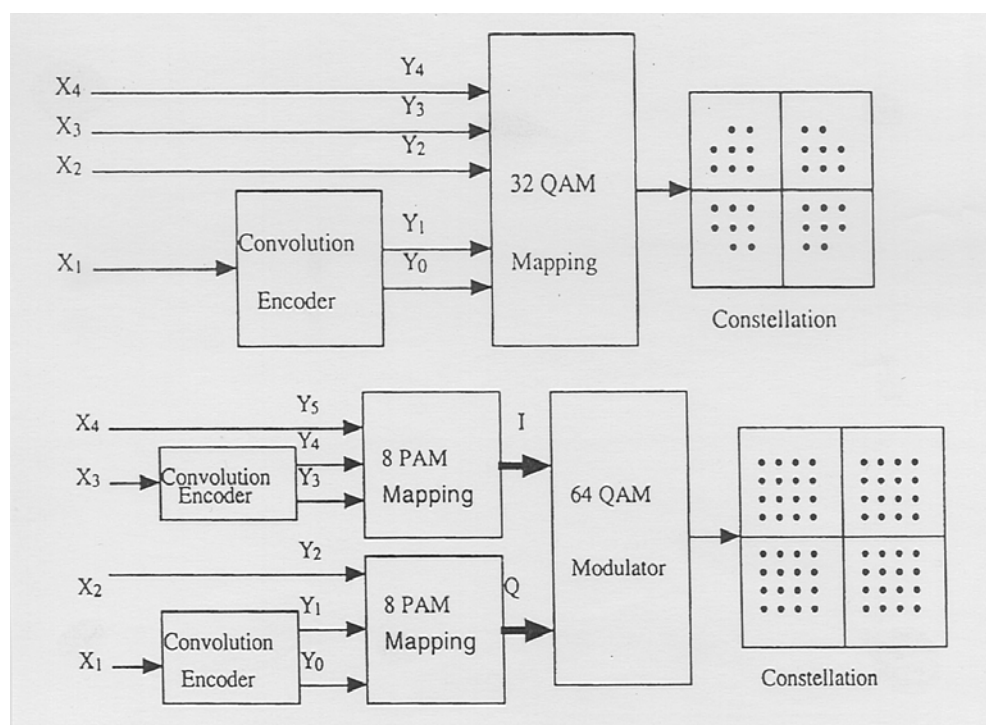 X4
Y4
X3
Y3
X2
Y2
32 QAM
Mapping
X1
Convolution
Encoder
Y1
Y0
Constellation
X4
Y5
X3
Convolution
Encoder
Y4
Y3
8 PAM
Mapping
I
X2
Y2
X1
Convolution
Encoder
Y1
Y0
8 PAM
Mapping
Q
64 QAM
Modulator
Constellation